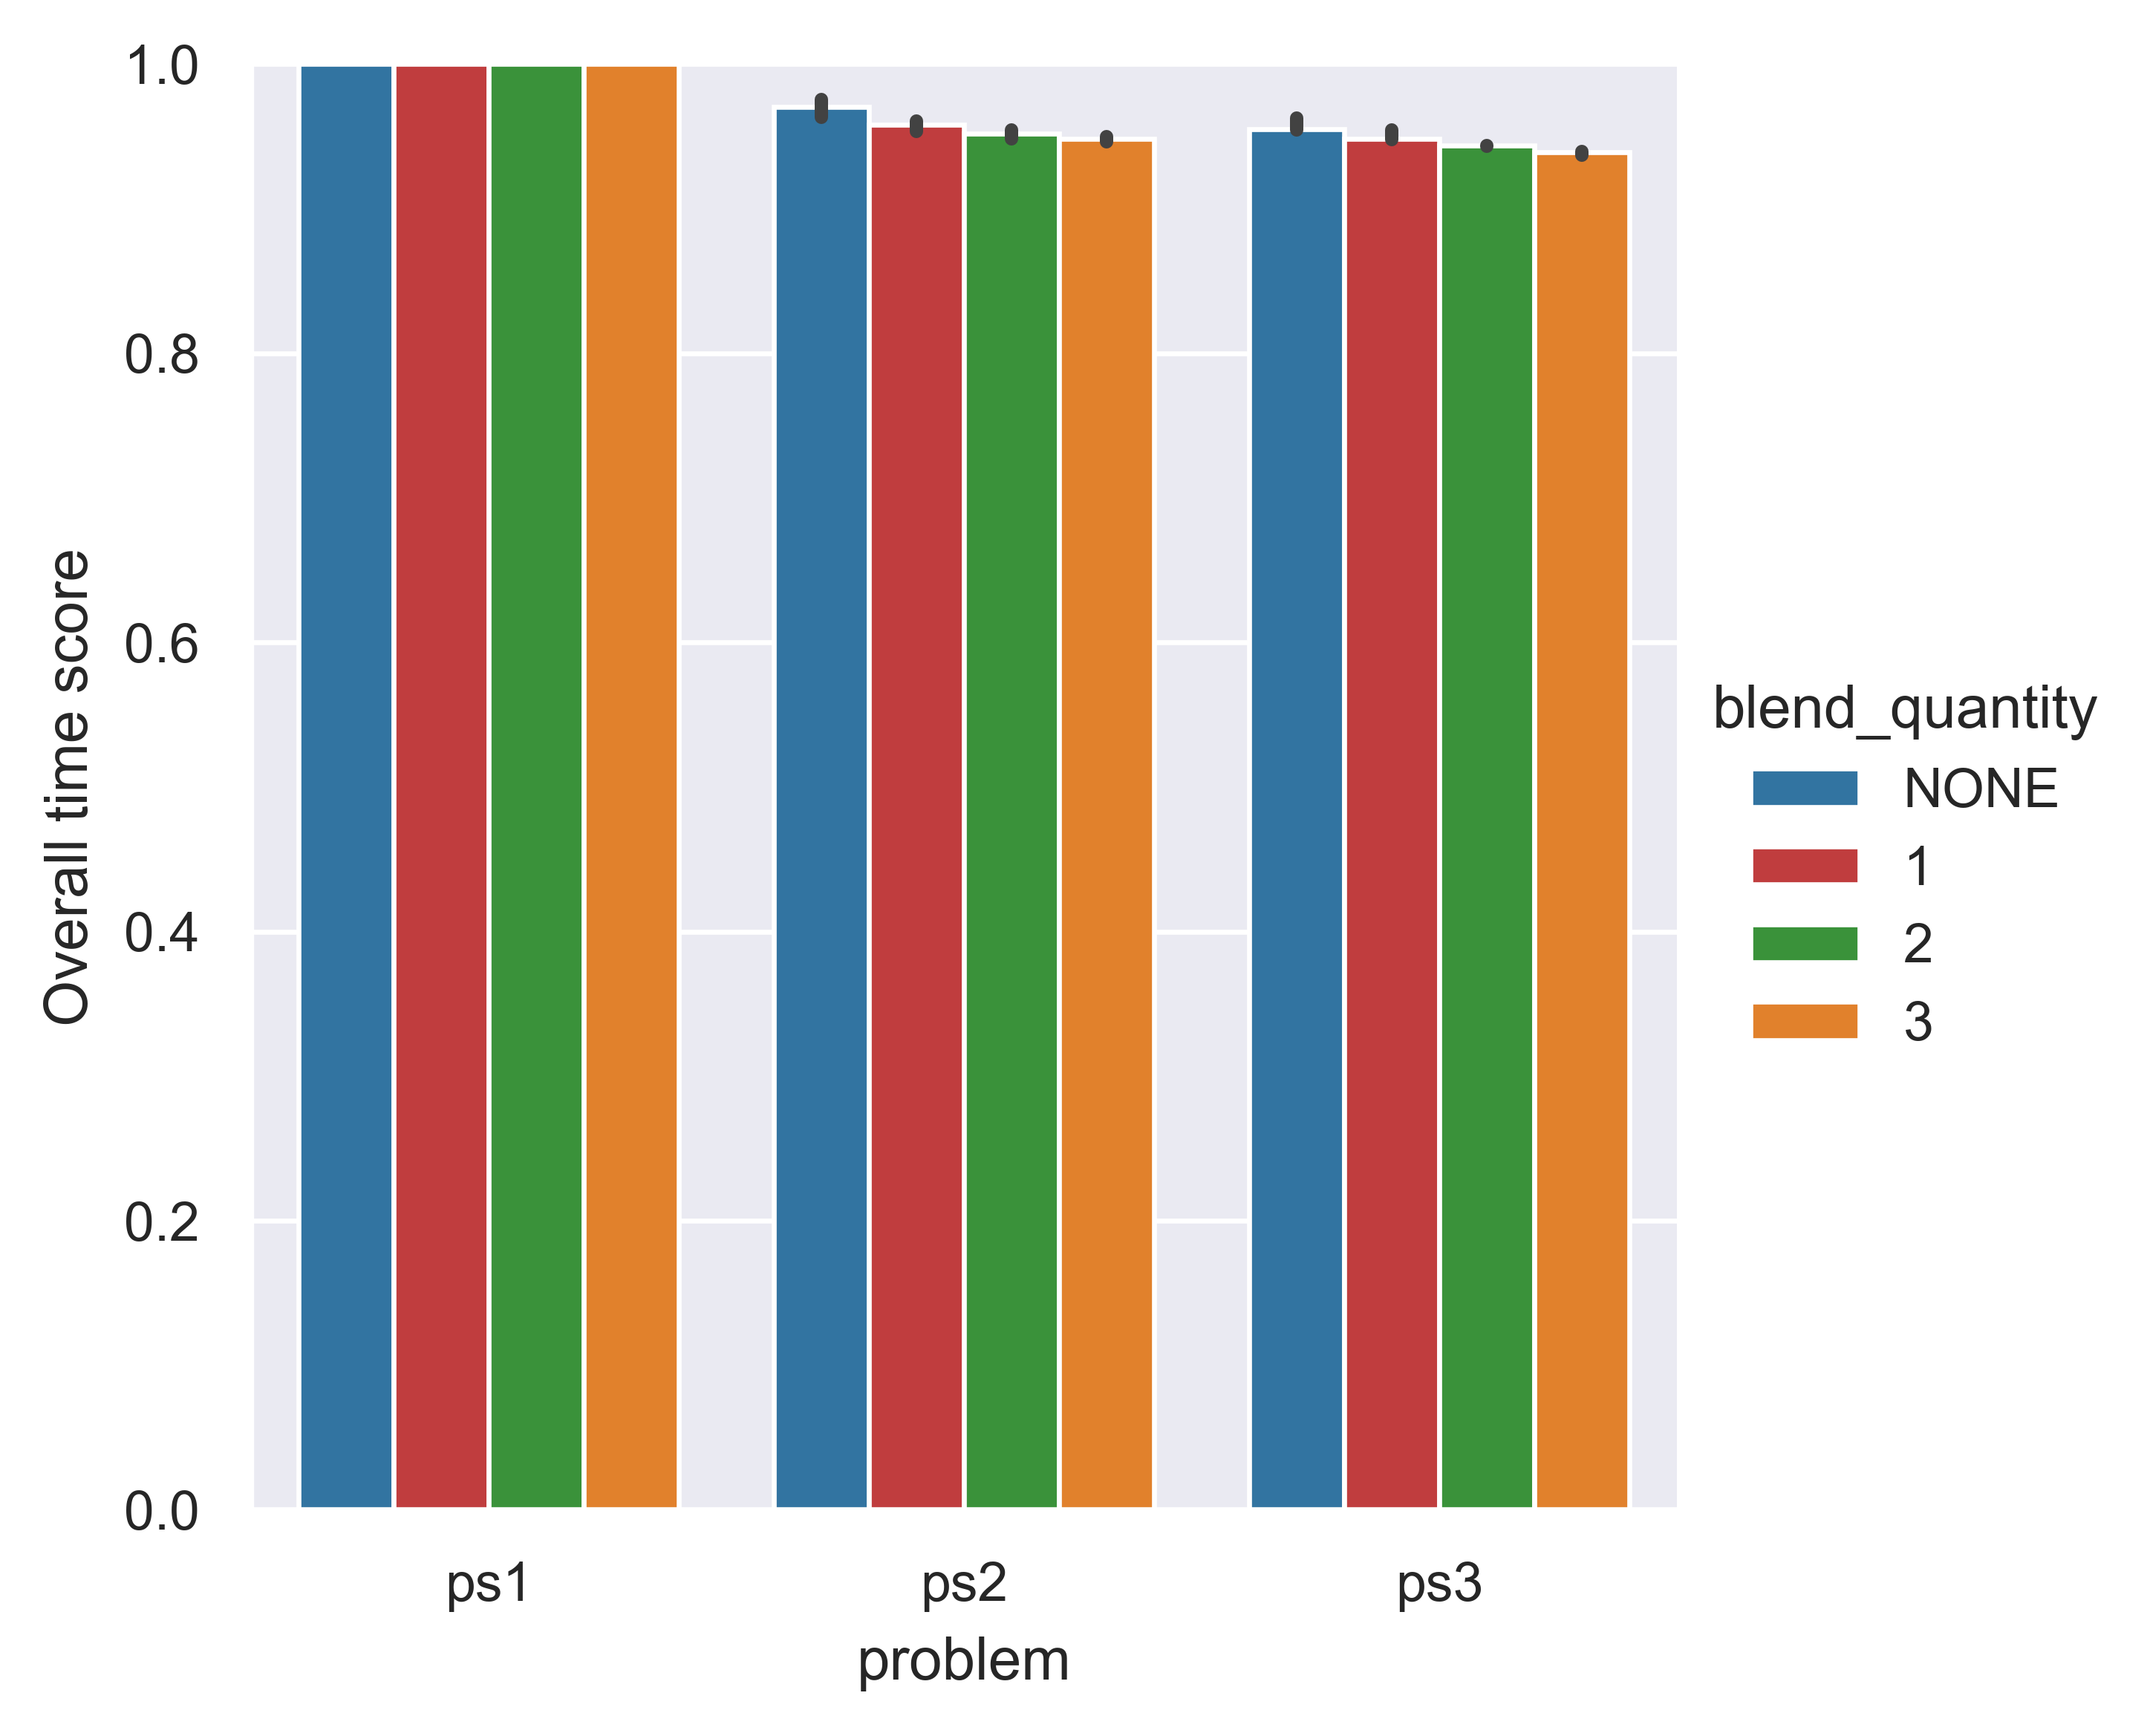 1.0
0.8
0.6
0.4
0.2
0.0
Overall time score
ps1
ps2
ps3
problem
blend_quantity
NONE
1
2
3